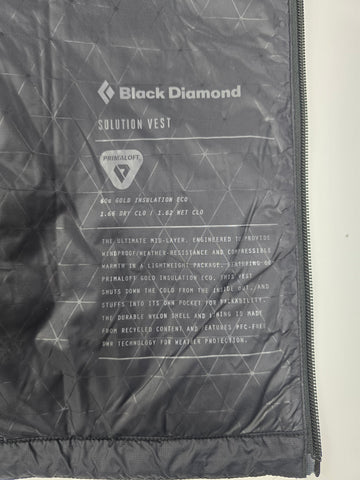 Black Diamond
SOLUTION VEST
PRIMALOFT
60g GOLD INSULATION ECO
1.66 DRY CLO / 1.62 WET CLO
THE ULTIMATE MID-LAYER, ENGINEERED TO PROVIDE
WINDPROOF/WEATHER-RESISTANCE AND COMPRESSIBLE
WARMTH IN A LIGHTWEIGHT PACKAGE. FEATURING 60
PRIMALOFT GOLD INSULATION ECO, THIS VEST
SHUTS DOWN THE COLD FROM THE INSIDE OUT, AND
STUFFS INTO ITS OWN POCKET FOR PACKABILITY.
THE DURABLE NYLON SHELL AND LINING IS MADE
FROM RECYCLED CONTENT AND FEATURES PFC-FREE
DWR TECHNOLOGY FOR WEATHER PROTECTION.